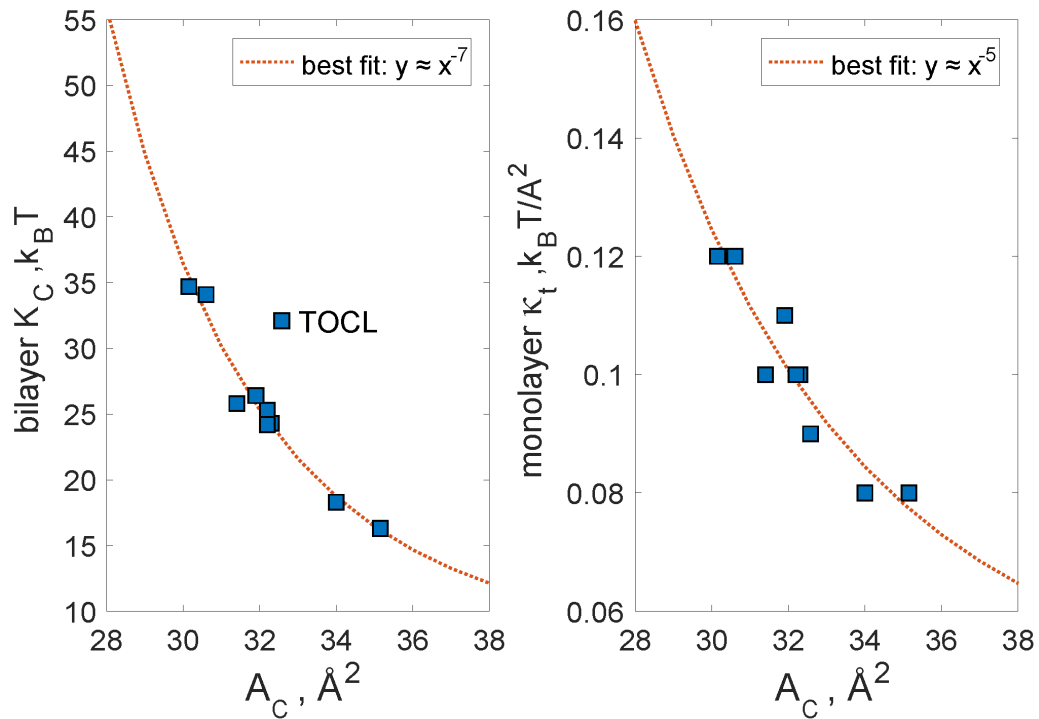 bilayer K_C ,k_BT
55
50
45
40
35
30
25
20
15
10
best fit: y ≈ x^-7
TOCL
28 30 32 34 36 38
A_C , Å^2
monolayer κ_t ,k_BT/A^2
0.16
0.14
0.12
0.1
0.08
0.06
best fit: y ≈ x^-5
28 30 32 34 36 38
A_C , Å^2